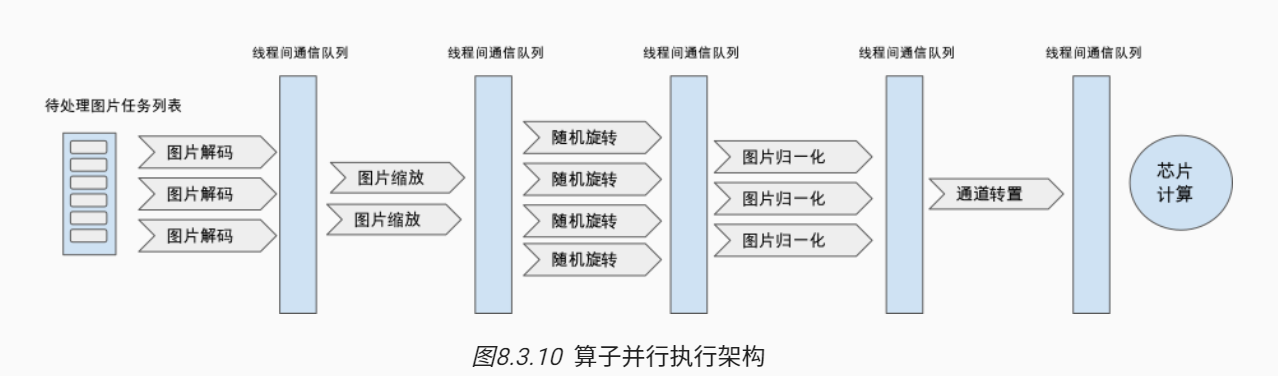 线程间通信队列 线程间通信队列 线程间通信队列 线程间通信队列 线程间通信队列
待处理图片任务列表
图片解码
图片解码
图片解码
图片缩放
图片缩放
随机旋转
随机旋转
随机旋转
随机旋转
图片归一化
图片归一化
图片归一化
通道转置
芯片
计算
图8.3.10 算子并行执行架构